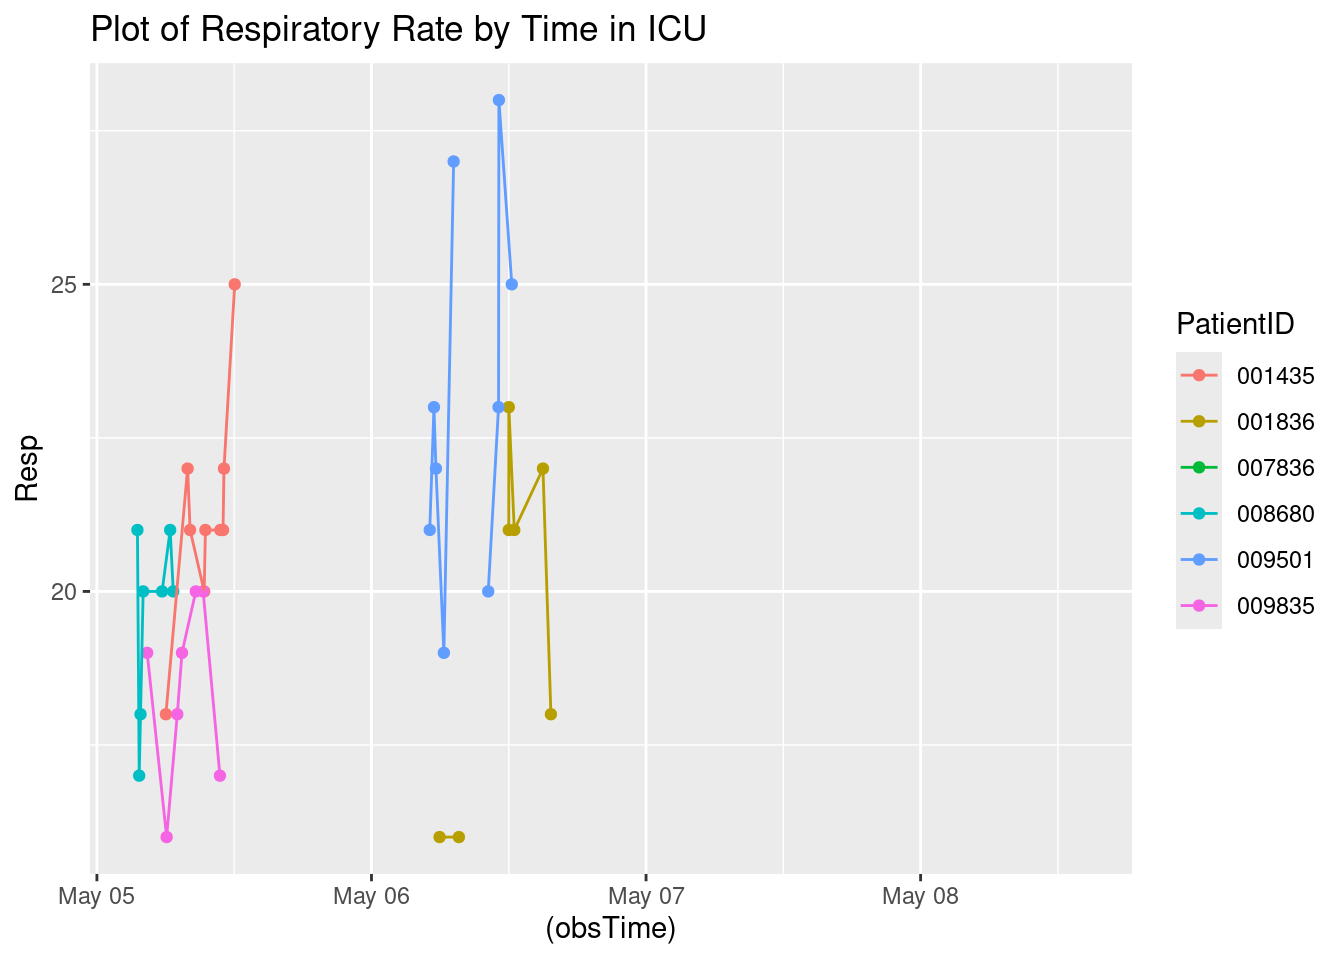 Plot of Respiratory Rate by Time in ICU
Resp
25
20
May 05
May 06
May 07
May 08
(obsTime)
PatientID
001435
001836
007836
008680
009501
009835